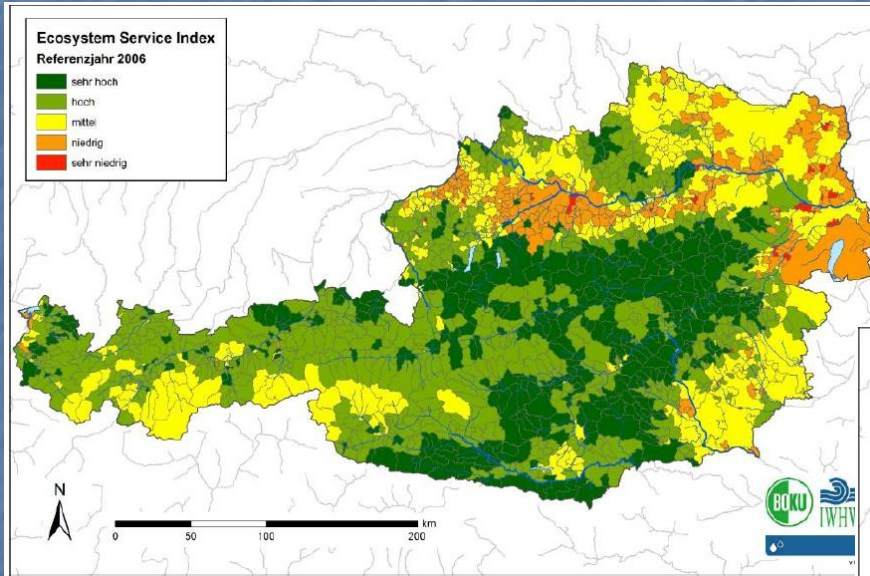 Ecosystem Service Index
Referenzjahr 2006
sehr hoch
hoch
mittel
niedrig
sehr niedrig
N
km
0 50 100 200
BOKU
IWHW